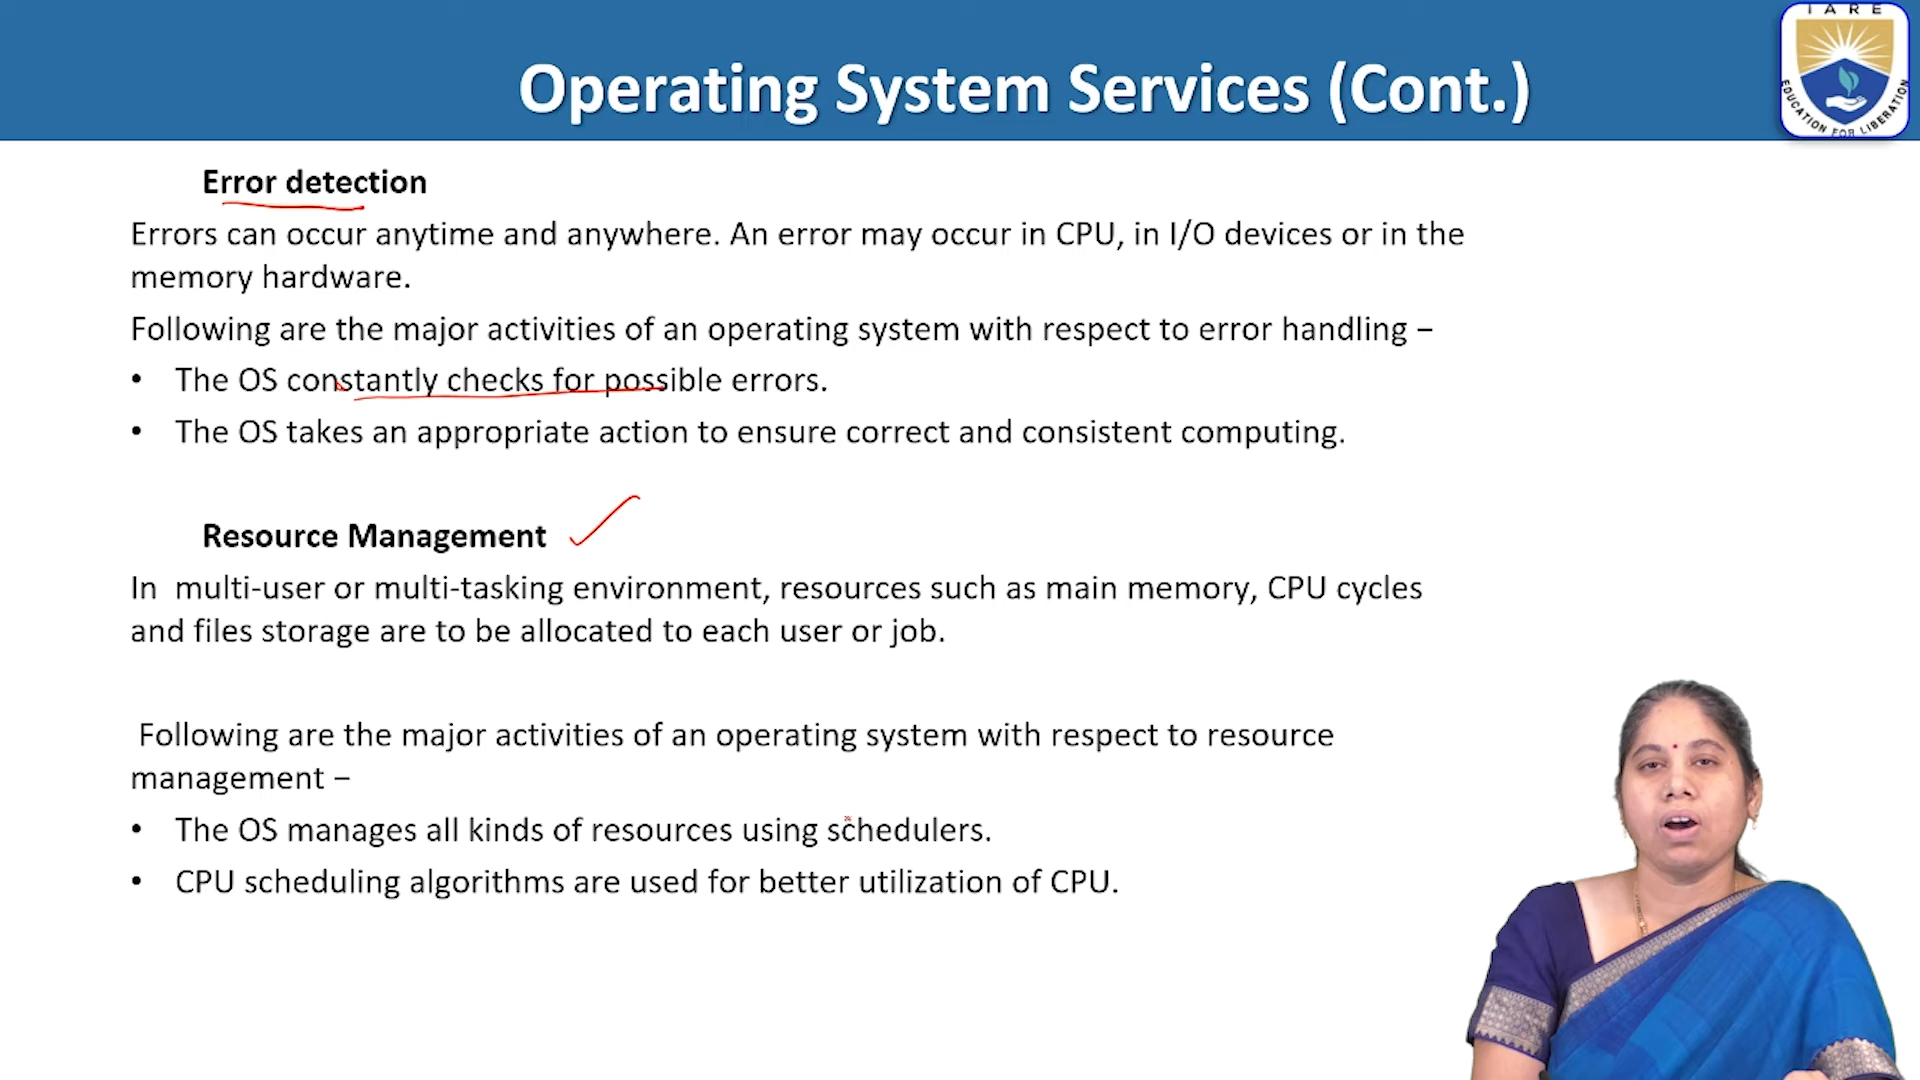 IARE
Operating System Services (Cont.)
EDUCATION FOR LIBERATION
Error detection
Errors can occur anytime and anywhere. An error may occur in CPU, in I/O devices or in the
memory hardware.
Following are the major activities of an operating system with respect to error handling −
• The OS constantly checks for possible errors.
• The OS takes an appropriate action to ensure correct and consistent computing.
Resource Management
In  multi-user or multi-tasking environment, resources such as main memory, CPU cycles
and files storage are to be allocated to each user or job.
Following are the major activities of an operating system with respect to resource
management −
• The OS manages all kinds of resources using schedulers.
• CPU scheduling algorithms are used for better utilization of CPU.